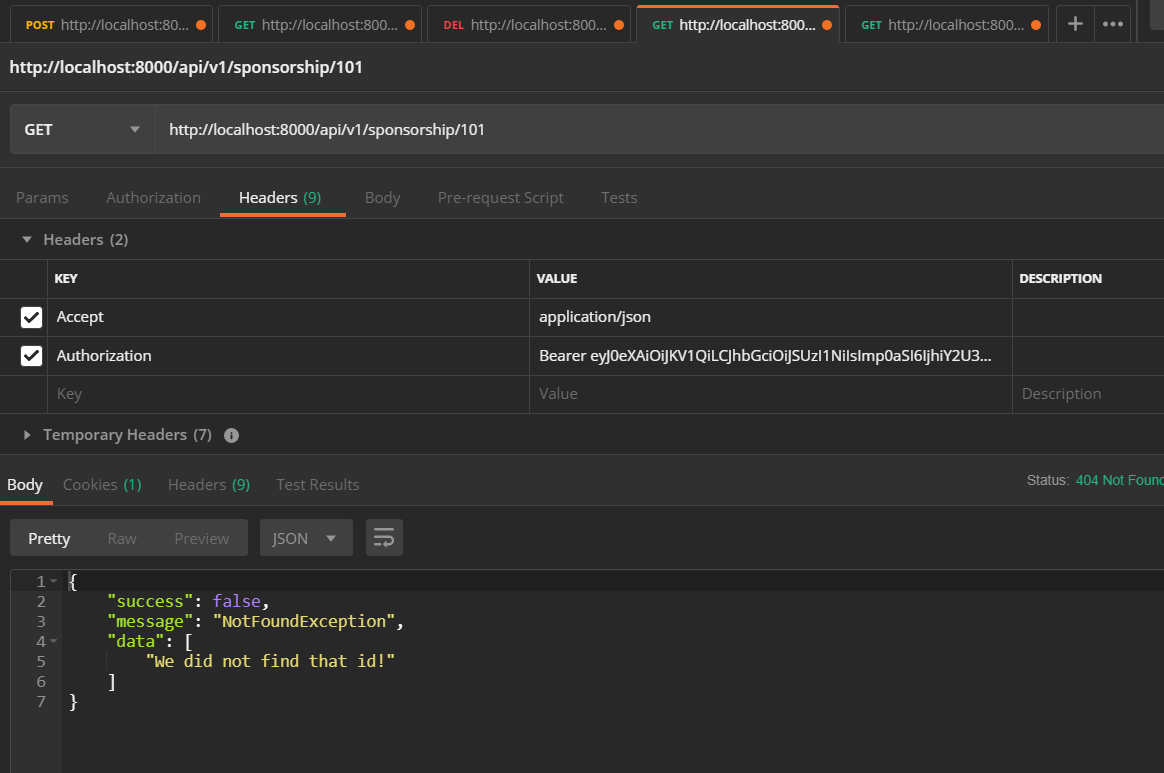 POST http://localhost:80... GET http://localhost:800... DEL http://localhost:800... GET http://localhost:800... GET http://localhost:800...
http://localhost:8000/api/v1/sponsorship/101
GET http://localhost:8000/api/v1/sponsorship/101
Params Authorization Headers (9) Body Pre-request Script Tests
Headers (2)
KEY VALUE DESCRIPTION
Accept application/json
Authorization Bearer eyJ0eXAiOiJKV1QiLCJhbGciOiJSUzI1NiIsImp0aSI6IjhiY2U3...
Key Value Description
Temporary Headers (7)
Body Cookies (1) Headers (9) Test Results Status: 404 Not Found
Pretty Raw Preview JSON
1 {
2 "success": false,
3 "message": "NotFoundException",
4 "data": [
5 "We did not find that id!"
6 ]
7 }